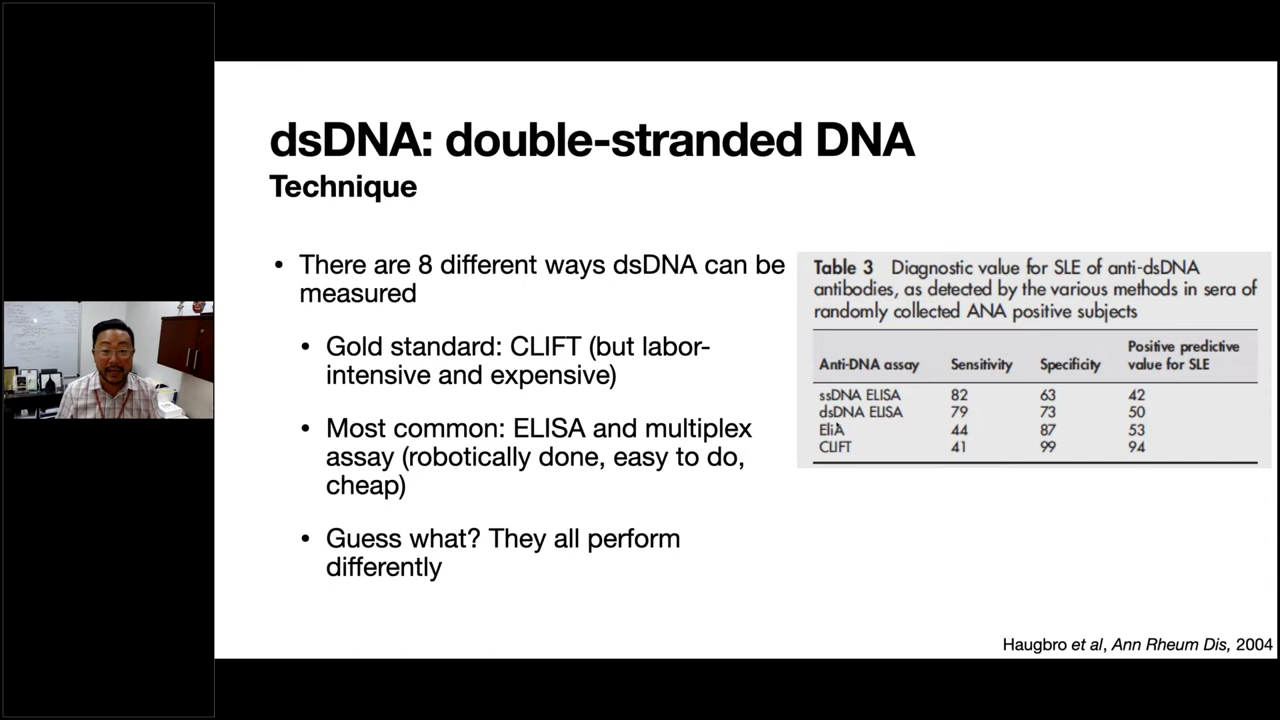 dsDNA: double-stranded DNA
Technique
• There are 8 different ways dsDNA can be
measured
• Gold standard: CLIFT (but labor-
intensive and expensive)
• Most common: ELISA and multiplex
assay (robotically done, easy to do,
cheap)
• Guess what? They all perform
differently
Table 3 Diagnostic value for SLE of anti-dsDNA
antibodies, as detected by the various methods in sera of
randomly collected ANA positive subjects
Anti-DNA assay Sensitivity Specificity Positive predictive
value for SLE
ssDNA ELISA 82 63 42
dsDNA ELISA 79 73 50
EliA 44 87 53
CLIFT 41 99 94
Haugbro et al, Ann Rheum Dis, 2004